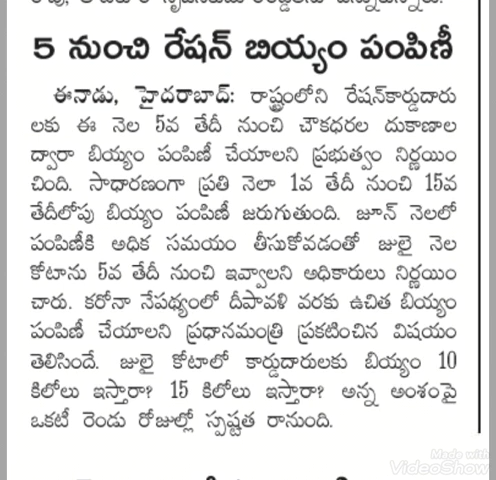 5 నుంచి రేషన్ బియ్యం పంపిణీ
ఈనాడు, హైదరాబాద్: రాష్ట్రంలోని రేషన్‌కార్డుదారు
లకు ఈ నెల 5వ తేదీ నుంచి చౌకధరల దుకాణాల
ద్వారా బియ్యం పంపిణీ చేయాలని ప్రభుత్వం నిర్ణయిం
చింది. సాధారణంగా ప్రతి నెలా 1వ తేదీ నుంచి 15వ
తేదీలోపు బియ్యం పంపిణీ జరుగుతుంది. జూన్ నెలలో
పంపిణీకి అధిక సమయం తీసుకోవడంతో జులై నెల
కోటాను 5వ తేదీ నుంచి ఇవ్వాలని అధికారులు నిర్ణయిం
చారు. కరోనా నేపథ్యంలో దీపావళి వరకు ఉచిత బియ్యం
పంపిణీ చేయాలని ప్రధానమంత్రి ప్రకటించిన విషయం
తెలిసిందే. జులై కోటాలో కార్డుదారులకు బియ్యం 10
కిలోలు ఇస్తారా? 15 కిలోలు ఇస్తారా? అన్న అంశంపై
ఒకటీ రెండు రోజుల్లో స్పష్టత రానుంది.
Made with
VideoShow